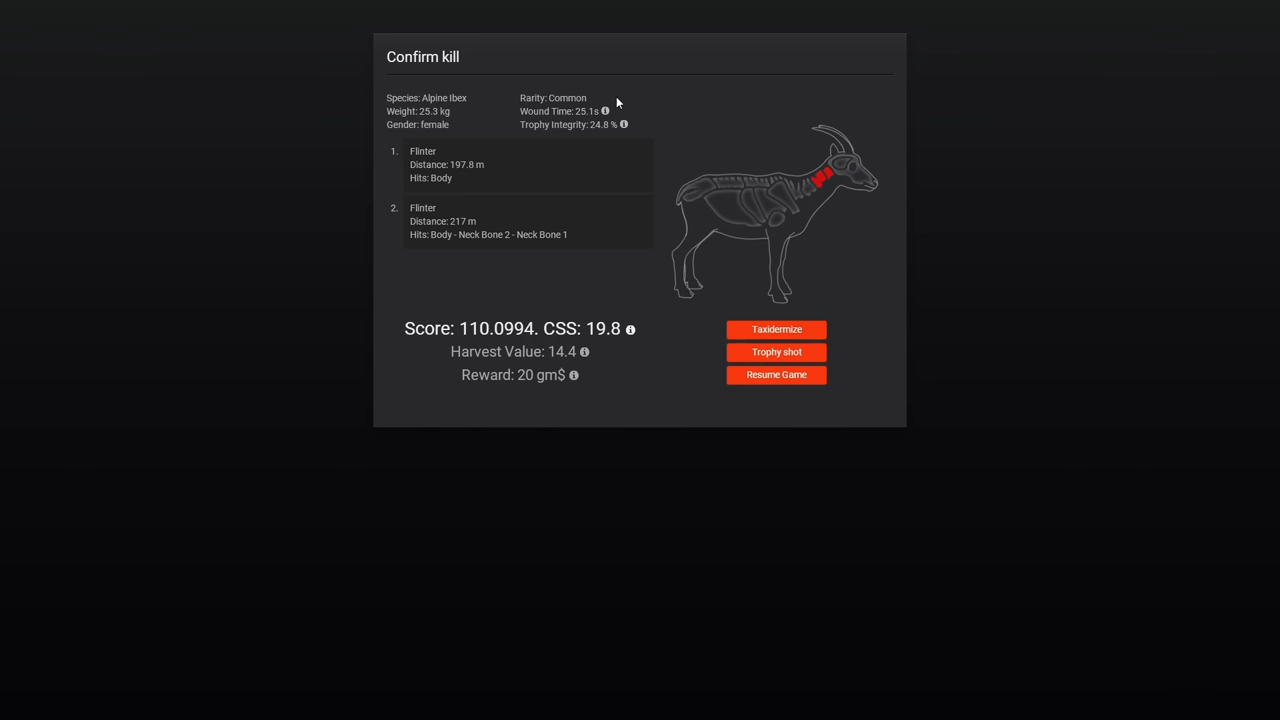 Confirm kill
Species: Alpine Ibex
Weight: 25.3 kg
Gender: female
Rarity: Common
Wound Time: 25.1s
Trophy Integrity: 24.8 %
1.
Flinter
Distance: 197.8 m
Hits: Body
2.
Flinter
Distance: 217 m
Hits: Body - Neck Bone 2 - Neck Bone 1
Score: 110.0994. CSS: 19.8
Harvest Value: 14.4
Reward: 20 gm$
Taxidermize
Trophy shot
Resume Game